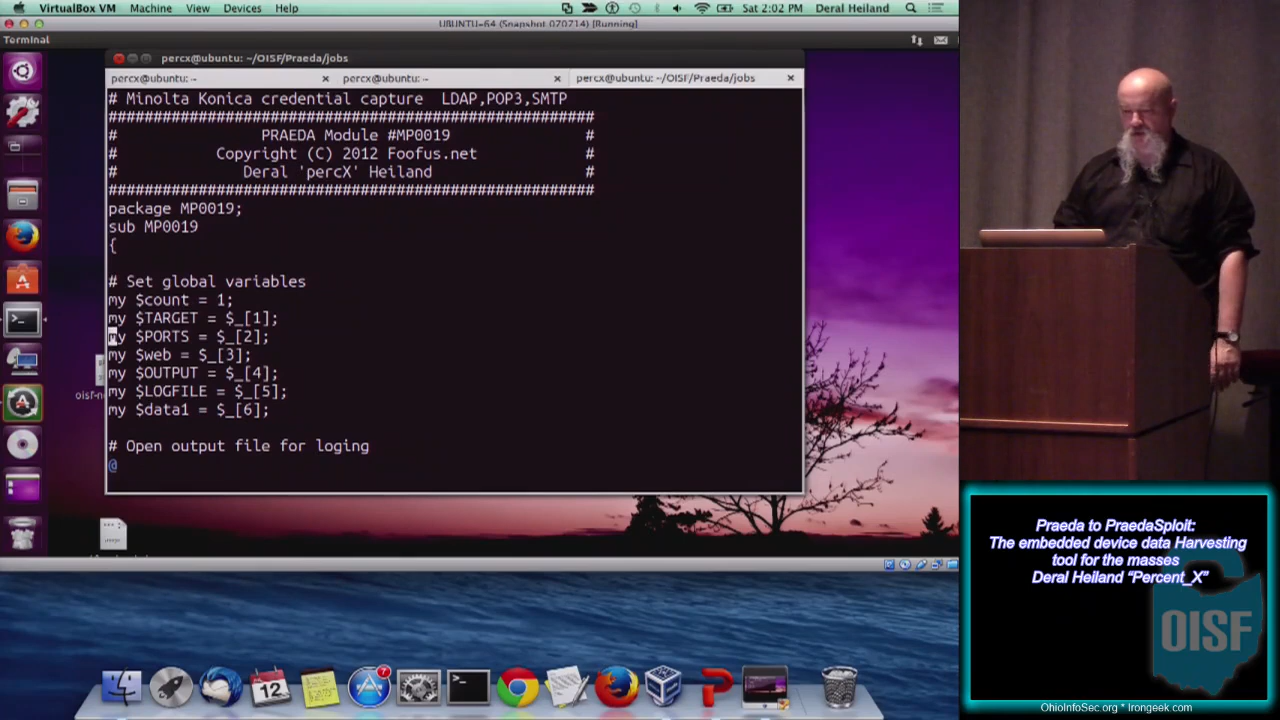 VirtualBox VM Machine View Devices Help
Sat 2:02 PM Deral Heiland
UBUNTU-64 (Snapshot 070714) [Running]
Terminal
percx@ubuntu: ~/OISF/Praeda/jobs
percx@ubuntu: ~ × percx@ubuntu: ~ × percx@ubuntu: ~/OISF/Praeda/jobs ×
# Minolta Konica credential capture LDAP,POP3,SMTP
######################################################
# PRAEDA Module #MP0019 #
# Copyright (C) 2012 Foofus.net #
# Deral 'percX' Heiland #
######################################################
package MP0019;
sub MP0019
{
# Set global variables
my $count = 1;
my $TARGET = $_[1];
my $PORTS = $_[2];
my $web = $_[3];
my $OUTPUT = $_[4];
my $LOGFILE = $_[5];
my $data1 = $_[6];
# Open output file for loging
@
12
7
Praeda to PraedaSploit:
The embedded device data Harvesting
tool for the masses
Deral Heiland “Percent_X”
OISF
OhioInfoSec.org * Irongeek.com